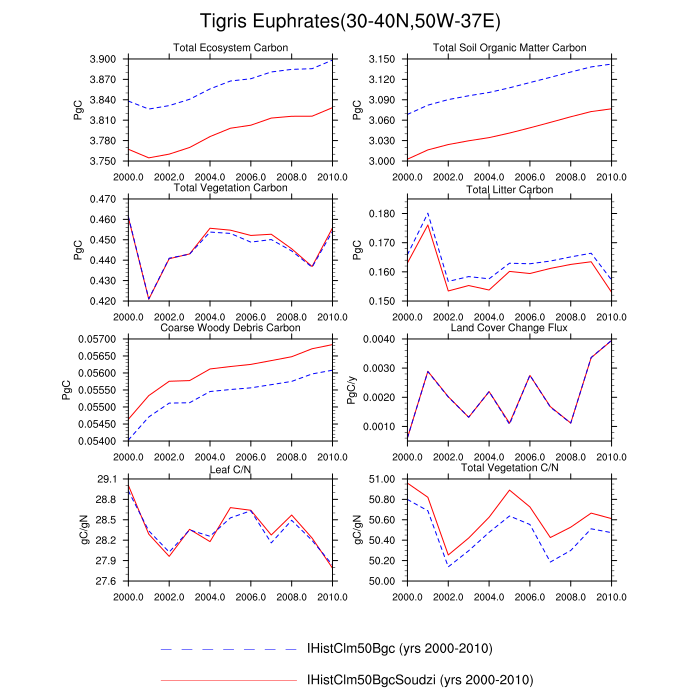 Tigris Euphrates(30-40N,50W-37E)
Total Ecosystem Carbon
Total Soil Organic Matter Carbon
3.900
3.870
3.840
3.810
3.780
3.750
PgC
2000.0 2002.0 2004.0 2006.0 2008.0 2010.0
3.150
3.120
3.090
3.060
3.030
3.000
PgC
2000.0 2002.0 2004.0 2006.0 2008.0 2010.0
Total Vegetation Carbon
Total Litter Carbon
0.470
0.460
0.450
0.440
0.430
0.420
PgC
2000.0 2002.0 2004.0 2006.0 2008.0 2010.0
0.180
0.170
0.160
0.150
PgC
2000.0 2002.0 2004.0 2006.0 2008.0 2010.0
Coarse Woody Debris Carbon
Land Cover Change Flux
0.05700
0.05650
0.05600
0.05500
0.05450
0.05400
PgC
2000.0 2002.0 2004.0 2006.0 2008.0 2010.0
0.0040
0.0030
0.0020
0.0010
PgC/y
2000.0 2002.0 2004.0 2006.0 2008.0 2010.0
Leaf C/N
Total Vegetation C/N
29.1
28.8
28.5
28.2
27.9
27.6
gC/gN
2000.0 2002.0 2004.0 2006.0 2008.0 2010.0
51.00
50.80
50.60
50.40
50.20
50.00
gC/gN
2000.0 2002.0 2004.0 2006.0 2008.0 2010.0
IHistClm50Bgc (yrs 2000-2010)
IHistClm50BgcSoudzi (yrs 2000-2010)